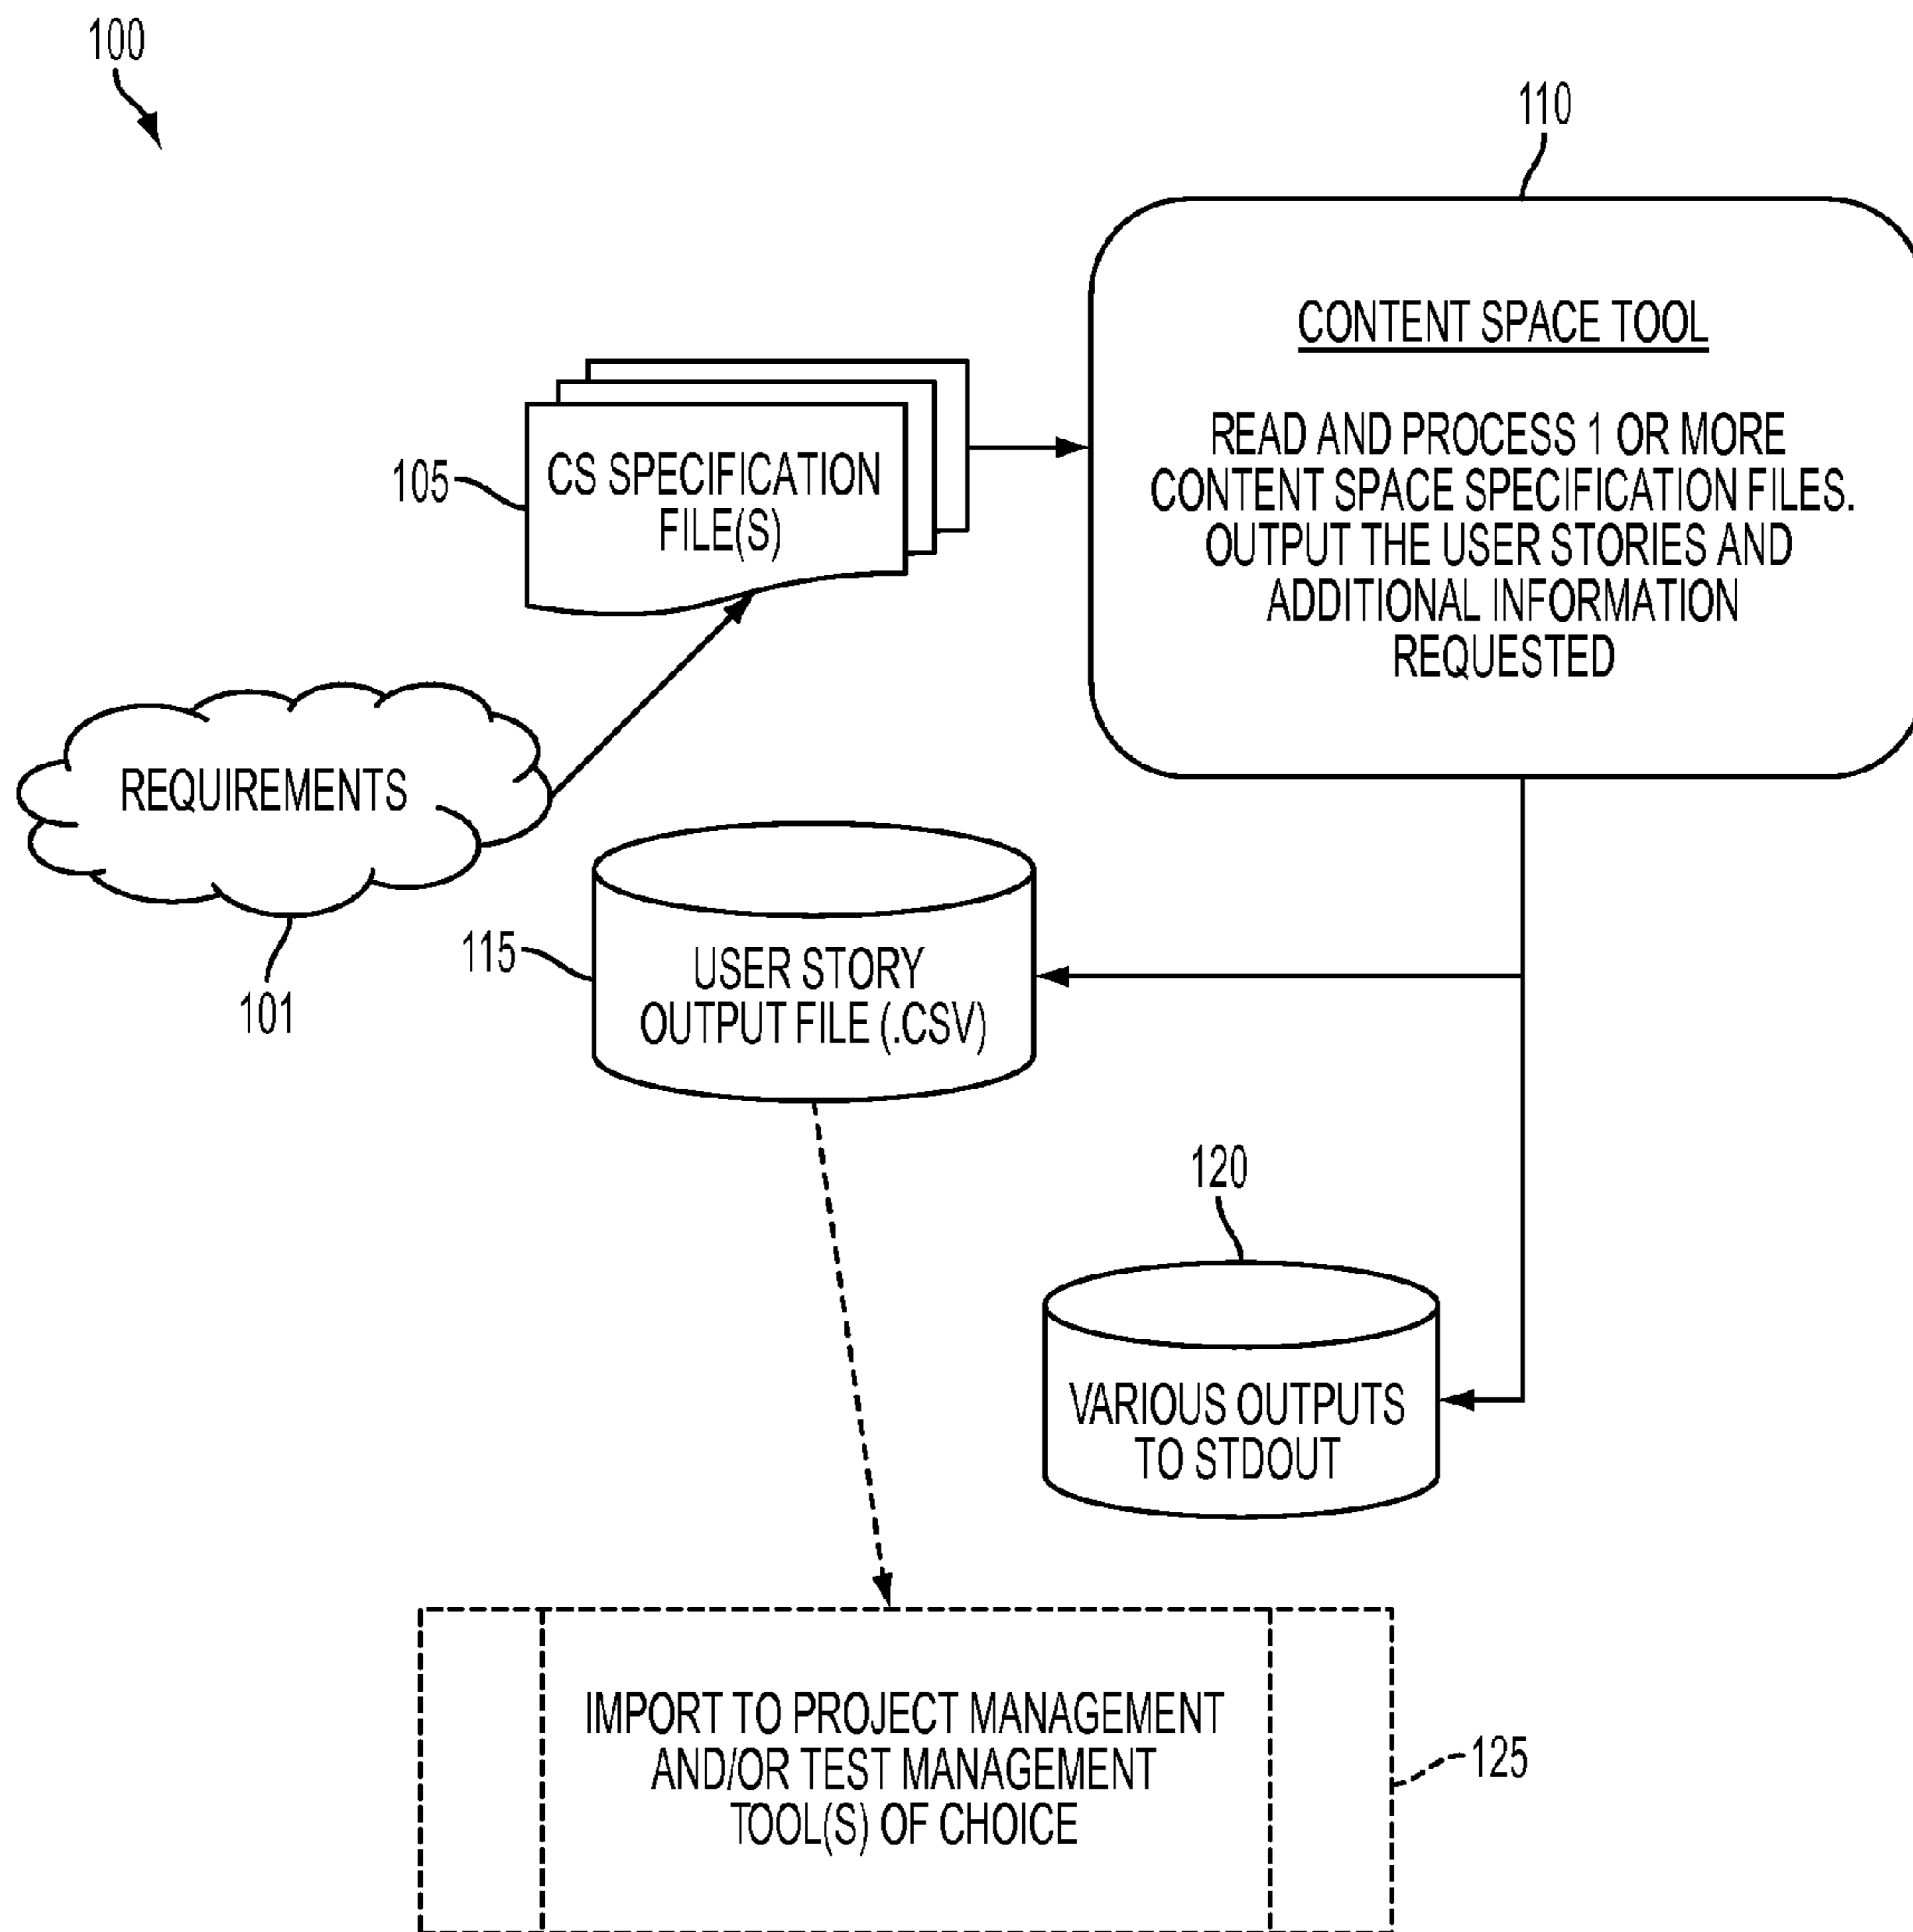 100
110
CONTENT SPACE TOOL
READ AND PROCESS 1 OR MORE
CONTENT SPACE SPECIFICATION FILES.
OUTPUT THE USER STORIES AND
ADDITIONAL INFORMATION
REQUESTED
105
CS SPECIFICATION
FILE(S)
REQUIREMENTS
101
115
USER STORY
OUTPUT FILE (.CSV)
120
VARIOUS OUTPUTS
TO STDOUT
IMPORT TO PROJECT MANAGEMENT
AND/OR TEST MANAGEMENT
TOOL(S) OF CHOICE
125